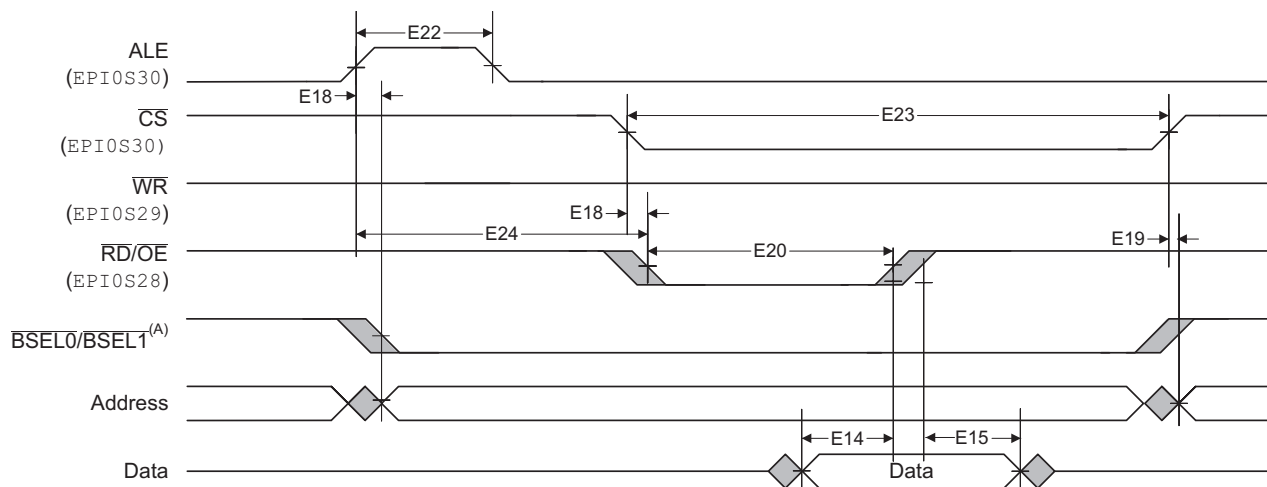 E22
ALE
(EPI0S30)
E18
CS
E23
(EPI0S30)
WR
(EPI0S29)
E18
E24
E19
RD/OE
E20
(EPI0S28)
BSEL0/BSEL1(A)
Address
E14
E15
Data
Data